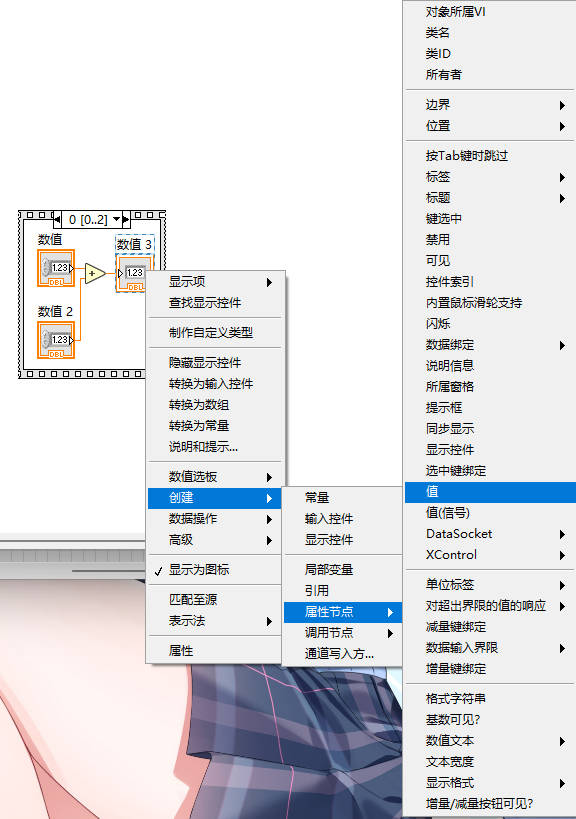 0 [0..2]
数值
数值 3
1.23
DBL
1.23
数值 2
1.23
DBL
显示项
查找显示控件
制作自定义类型
隐藏显示控件
转换为输入控件
转换为数组
转换为常量
说明和提示...
数值选板
创建
数据操作
高级
显示为图标
匹配至源
表示法
属性
常量
输入控件
显示控件
局部变量
引用
属性节点
调用节点
通道写入方...
对象所属VI
类名
类ID
所有者
边界
位置
按Tab键时跳过
标签
标题
键选中
禁用
可见
控件索引
内置鼠标滑轮支持
闪烁
数据绑定
说明信息
所属窗格
提示框
同步显示
显示控件
选中键绑定
值
值(信号)
DataSocket
XControl
单位标签
对超出界限的值的响应
减量键绑定
数据输入界限
增量键绑定
格式字符串
基数可见?
数值文本
文本宽度
显示格式
增量/减量按钮可见?